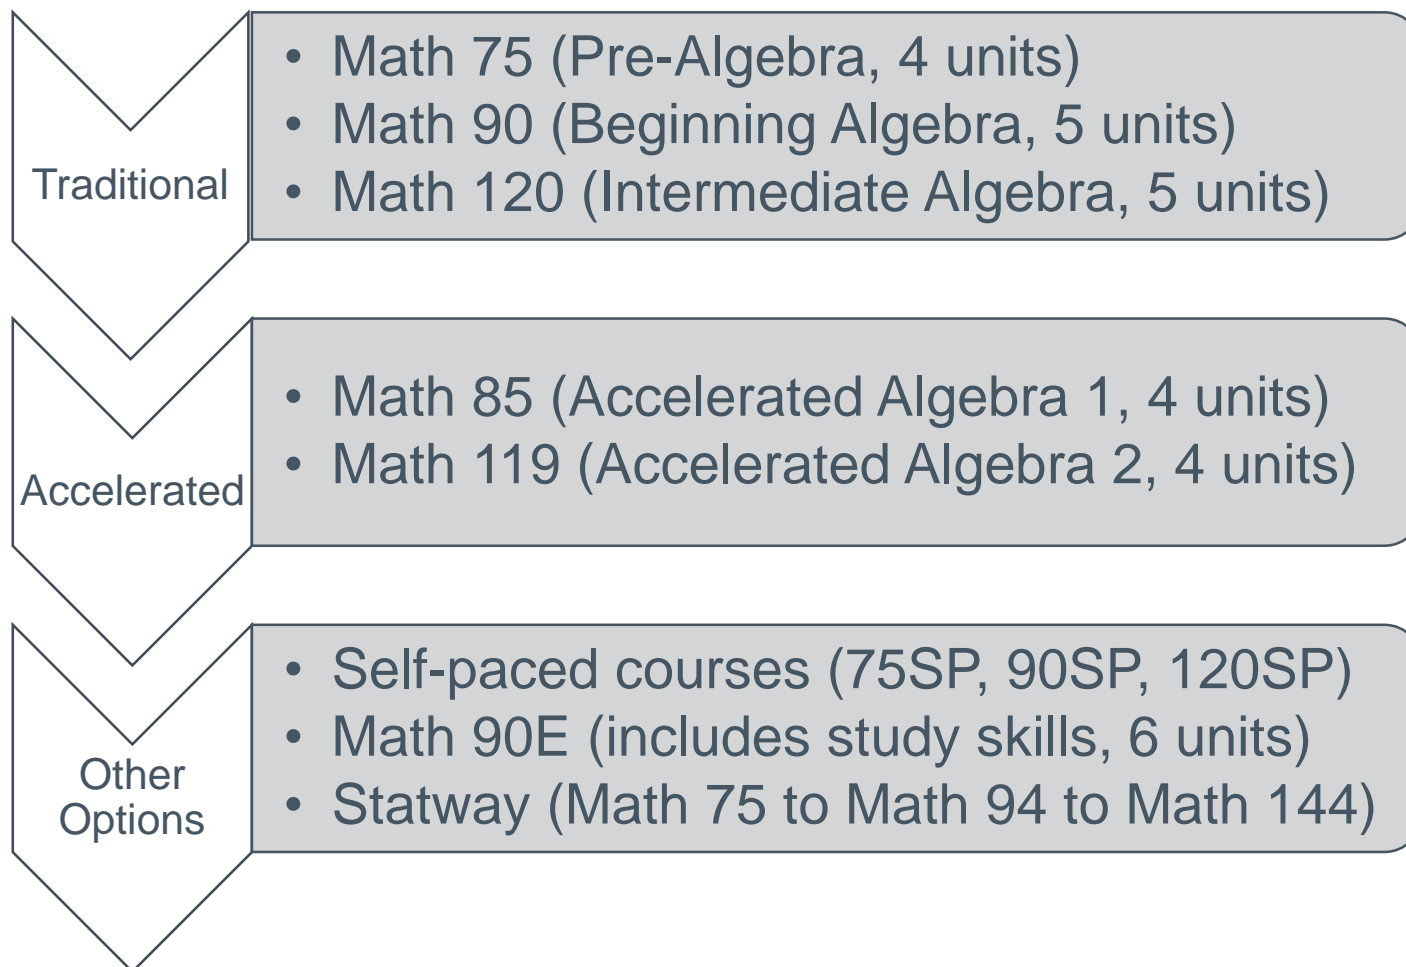 Traditional
• Math 75 (Pre-Algebra, 4 units)
• Math 90 (Beginning Algebra, 5 units)
• Math 120 (Intermediate Algebra, 5 units)
Accelerated
• Math 85 (Accelerated Algebra 1, 4 units)
• Math 119 (Accelerated Algebra 2, 4 units)
Other
Options
• Self-paced courses (75SP, 90SP, 120SP)
• Math 90E (includes study skills, 6 units)
• Statway (Math 75 to Math 94 to Math 144)